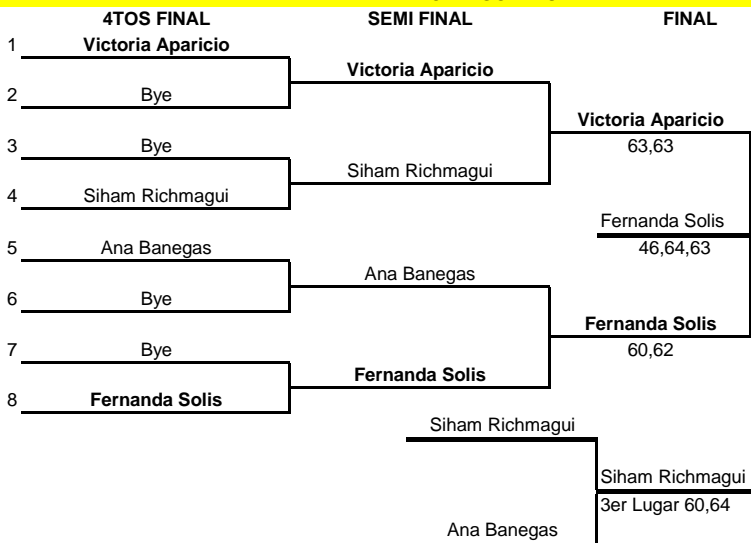 4TOS FINAL SEMI FINAL FINAL
1 Victoria Aparicio
Victoria Aparicio
2 Bye
Victoria Aparicio
3 Bye 63,63
Siham Richmagui
4 Siham Richmagui
Fernanda Solis
5 Ana Banegas 46,64,63
Ana Banegas
6 Bye
Fernanda Solis
7 Bye 60,62
Fernanda Solis
8 Fernanda Solis
Siham Richmagui
Siham Richmagui
3er Lugar 60,64
Ana Banegas